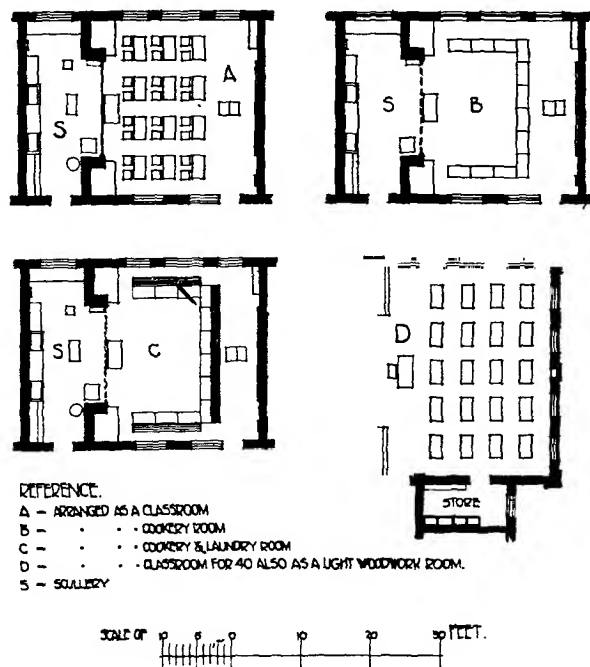 S A
S B
S C
D
STORE
REFERENCE.
A – ARRANGED AS A CLASSROOM
B – · · · COOKERY ROOM
C – · · · COOKERY & LAUNDRY ROOM
D – · · · CLASSROOM FOR 40 ALSO AS A LIGHT WOODWORK ROOM.
S – SCULLERY
SCALE OF 10 5 0 10 20 30 FEET.